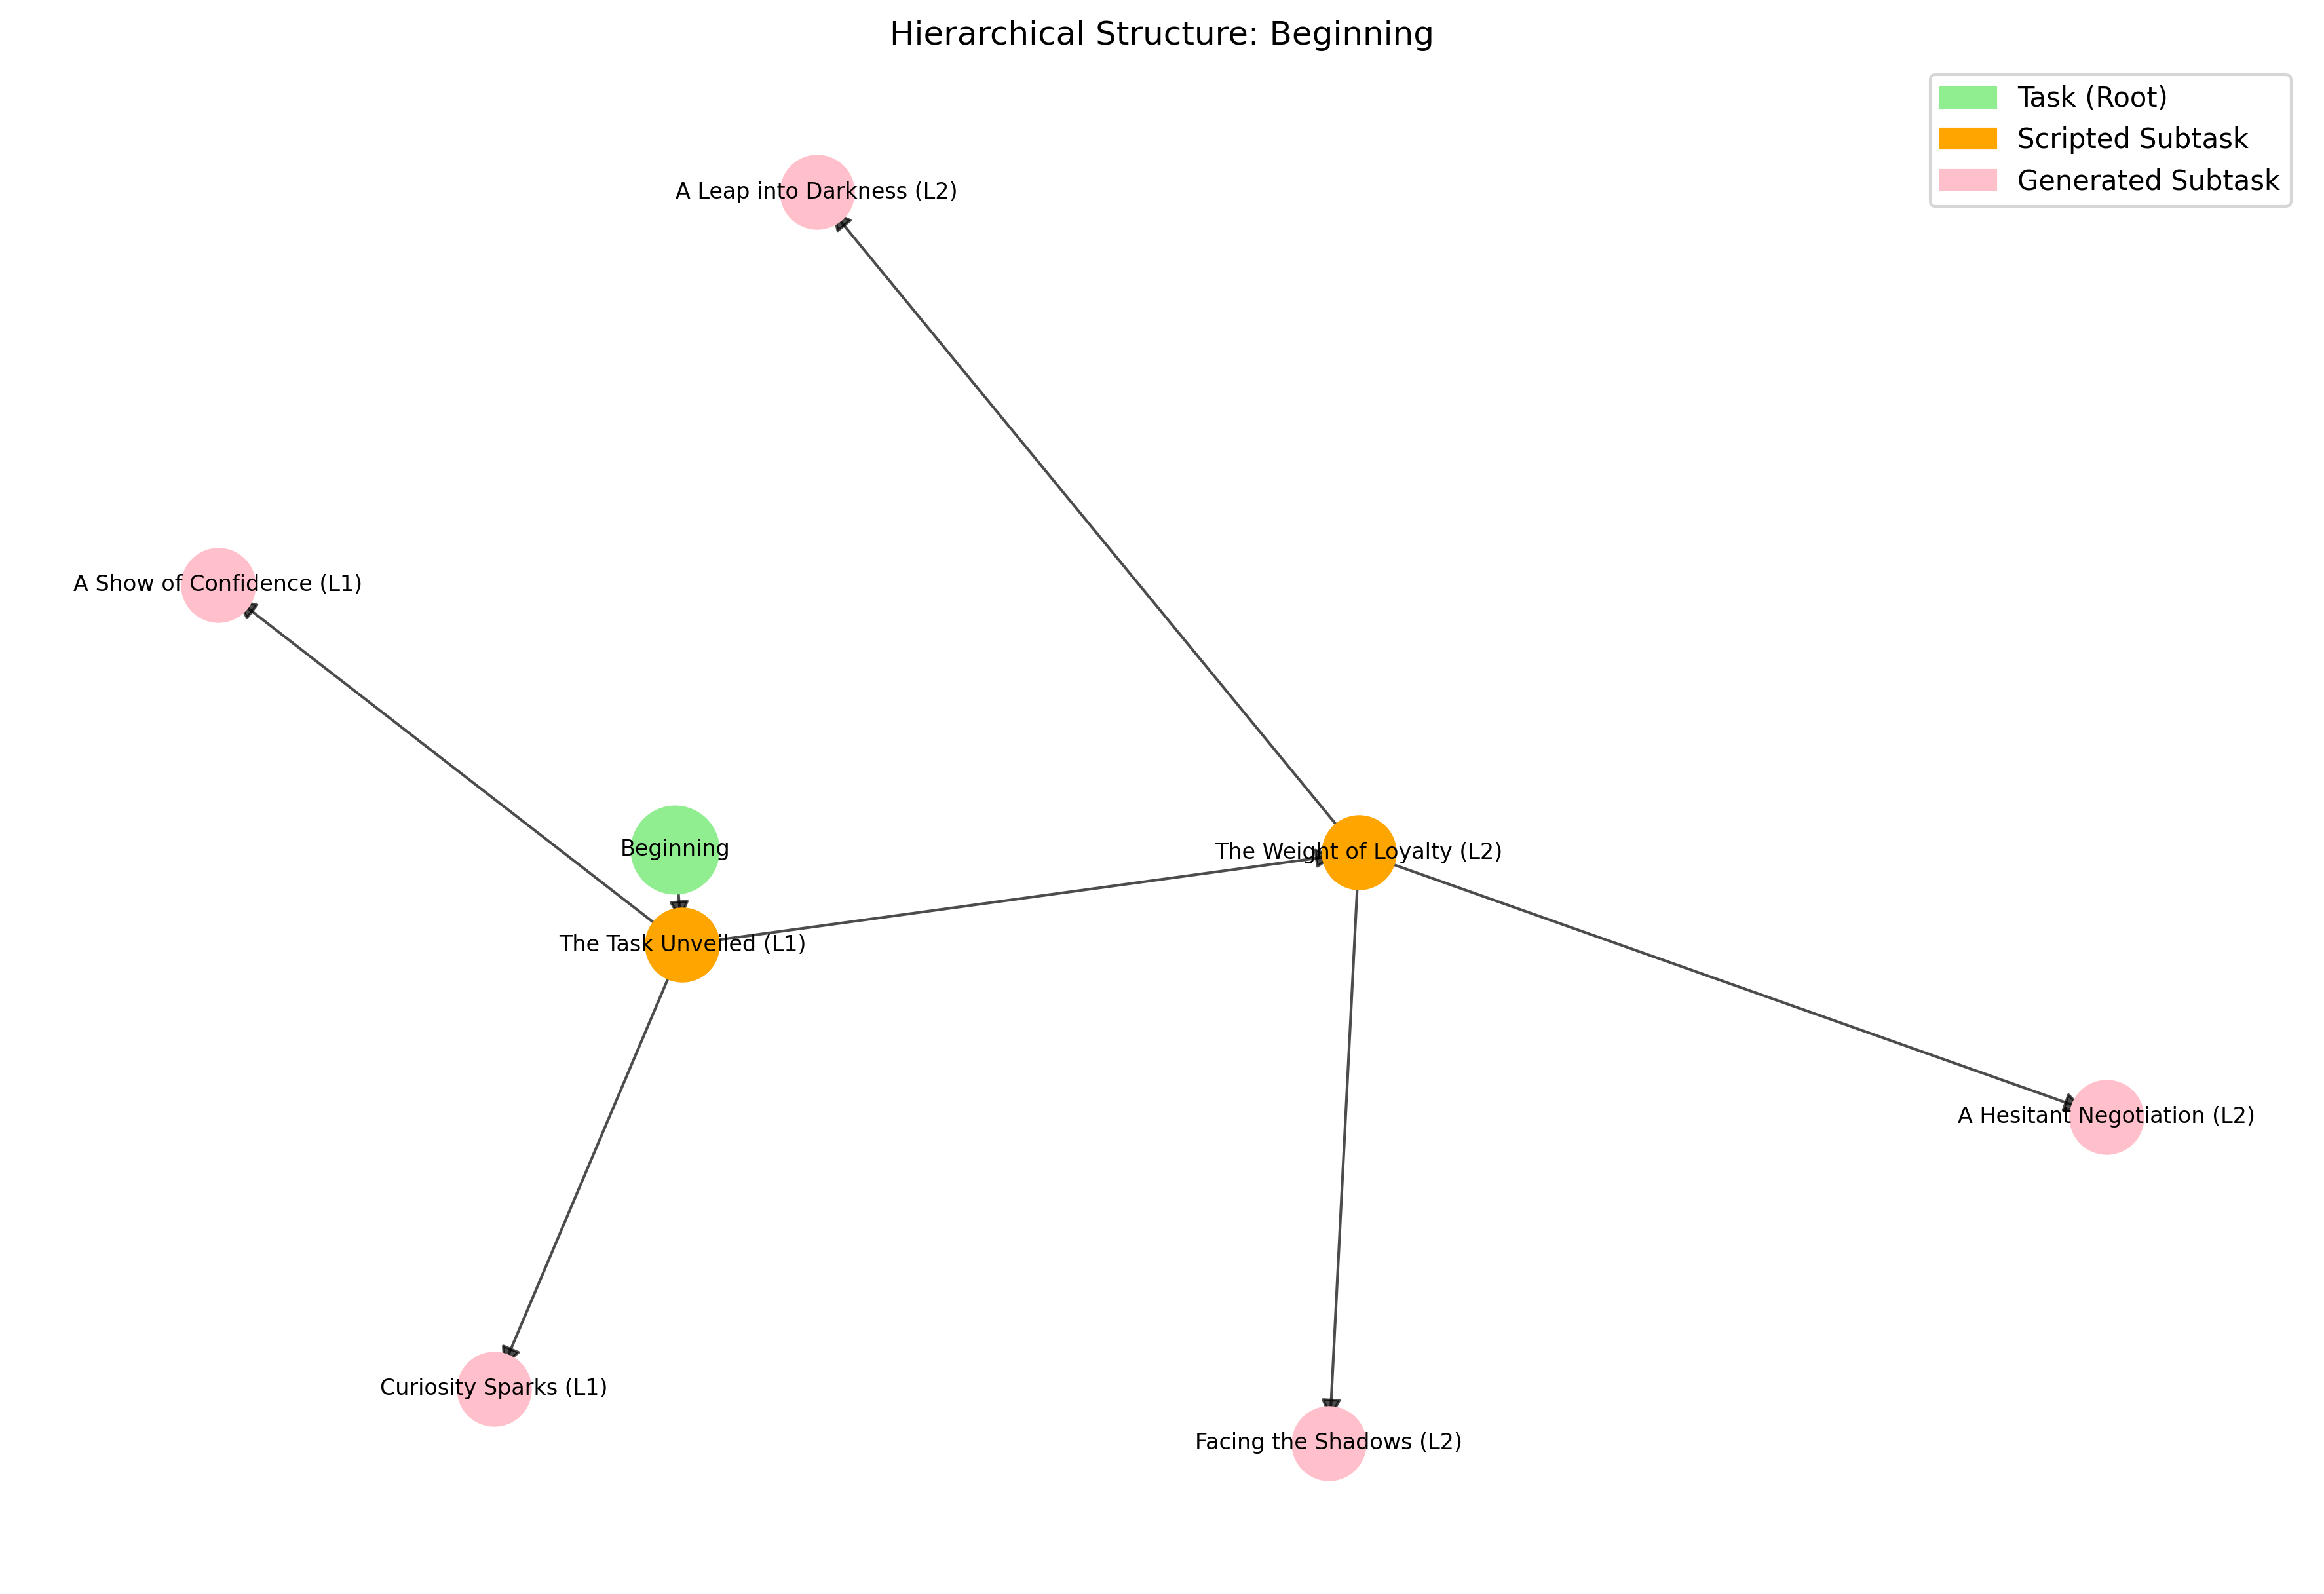 Hierarchical Structure: Beginning
Task (Root)
Scripted Subtask
Generated Subtask
A Leap into Darkness (L2)
A Show of Confidence (L1)
Beginning
The Weight of Loyalty (L2)
The Task Unveiled (L1)
A Hesitant Negotiation (L2)
Curiosity Sparks (L1)
Facing the Shadows (L2)